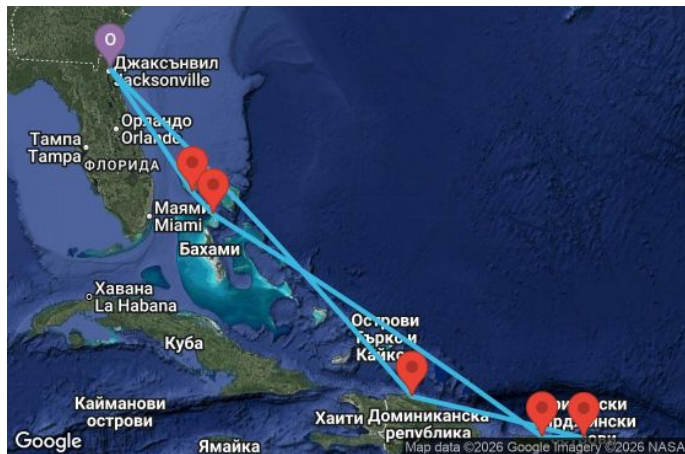 O
Джаксънвил
Jacksonville
Орландо
Orlando
Тампа
Tampa
ФЛОРИДА
Маями
Miami
Бахами
Хавана
La Habana
Куба
Острови
Търкс и
Кайманови
острови
Хаити
Доминиканска
република
Ямайка
Google
Map data ©2026 Google Imagery ©2026 NASA